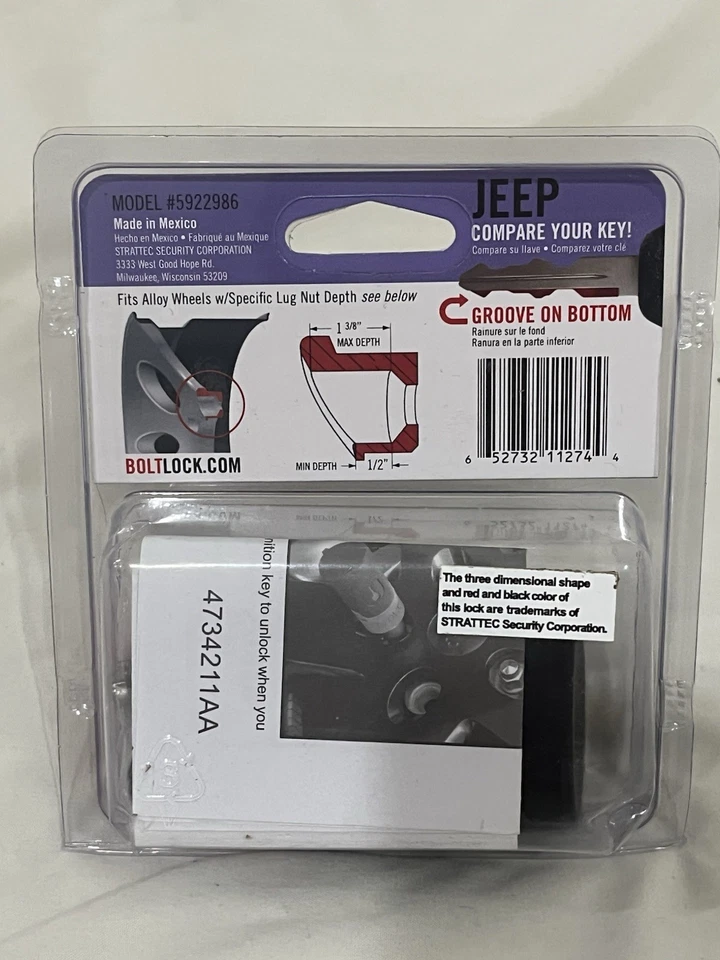 MODEL #5922986
Made in Mexico
Hecho en Mexico • Fabriqué au Mexique
STRATTEC SECURITY CORPORATION
3333 West Good Hope Rd.
Milwaukee, Wisconsin 53209
JEEP
COMPARE YOUR KEY!
Compare su llave • Comparez votre clé
Fits Alloy Wheels w/Specific Lug Nut Depth see below
GROOVE ON BOTTOM
Rainure sur le fond
Ranura en la parte inferior
1 3/8"
MAX DEPTH
BOLTLOCK.COM
MIN DEPTH
1/2"
6 52732 11274 4
nition key to unlock when you
4734211AA
The three dimensional shape
and red and black color of
this lock are trademarks of
STRATTEC Security Corporation.